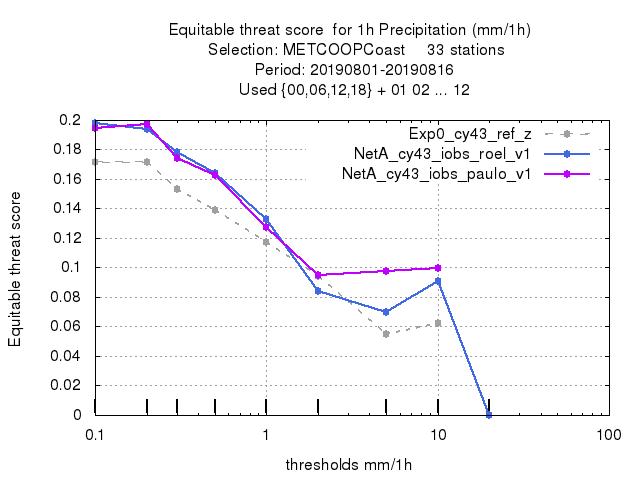 Equitable threat score  for 1h Precipitation (mm/1h)
Selection: METCOOPCoast     33 stations
Period: 20190801-20190816
Used {00,06,12,18} + 01 02 ... 12
Exp0_cy43_ref_z
NetA_cy43_iobs_roel_v1
NetA_cy43_iobs_paulo_v1
Equitable threat score
0.2
0.18
0.16
0.14
0.12
0.1
0.08
0.06
0.04
0.02
0
0.1 1 10 100
thresholds mm/1h